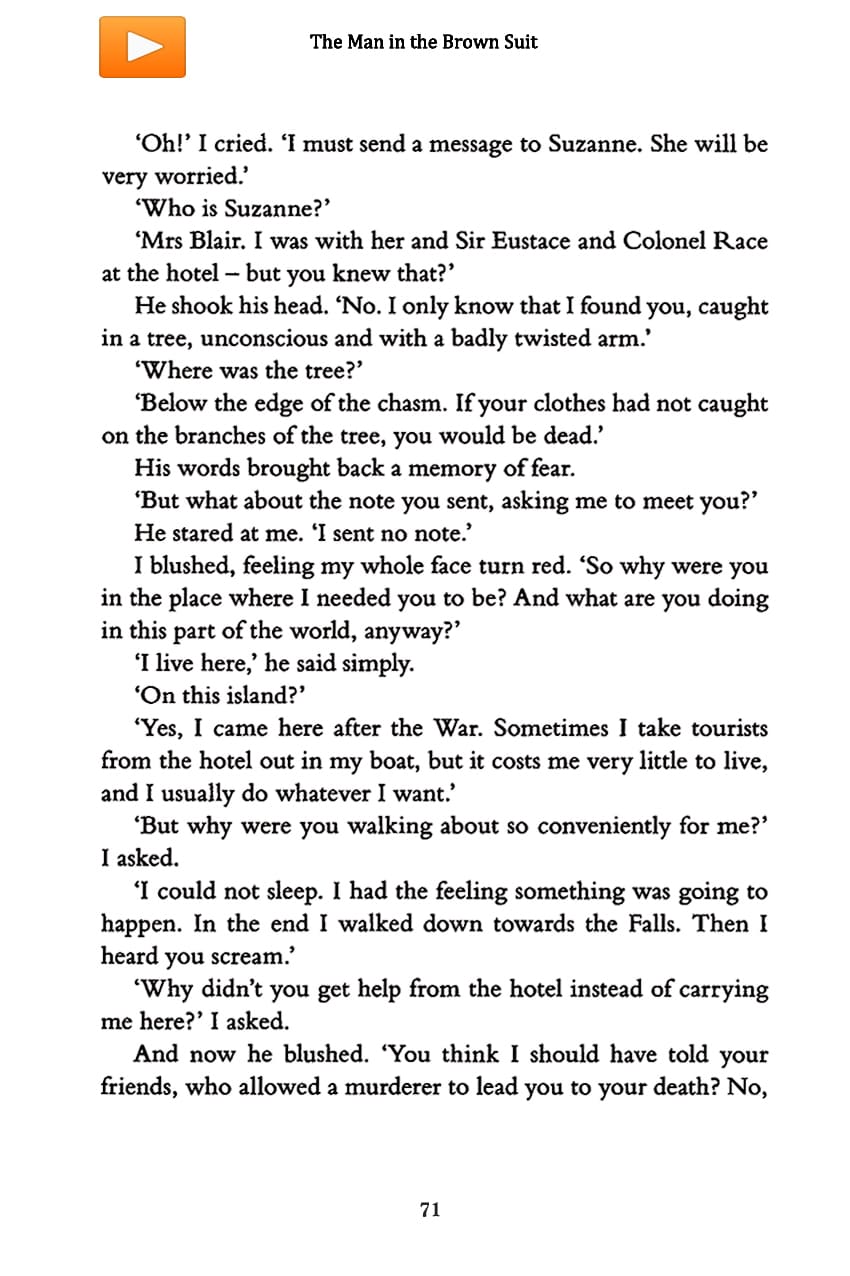 The Man in the Brown Suit
‘Oh!’ I cried. ‘I must send a message to Suzanne. She will be
very worried.’
‘Who is Suzanne?’
‘Mrs Blair. I was with her and Sir Eustace and Colonel Race
at the hotel – but you knew that?’
He shook his head. ‘No. I only know that I found you, caught
in a tree, unconscious and with a badly twisted arm.’
‘Where was the tree?’
‘Below the edge of the chasm. If your clothes had not caught
on the branches of the tree, you would be dead.’
His words brought back a memory of fear.
‘But what about the note you sent, asking me to meet you?’
He stared at me. ‘I sent no note.’
I blushed, feeling my whole face turn red. ‘So why were you
in the place where I needed you to be? And what are you doing
in this part of the world, anyway?’
‘I live here,’ he said simply.
‘On this island?’
‘Yes, I came here after the War. Sometimes I take tourists
from the hotel out in my boat, but it costs me very little to live,
and I usually do whatever I want.’
‘But why were you walking about so conveniently for me?’
I asked.
‘I could not sleep. I had the feeling something was going to
happen. In the end I walked down towards the Falls. Then I
heard you scream.’
‘Why didn’t you get help from the hotel instead of carrying
me here?’ I asked.
And now he blushed. ‘You think I should have told your
friends, who allowed a murderer to lead you to your death? No,
71